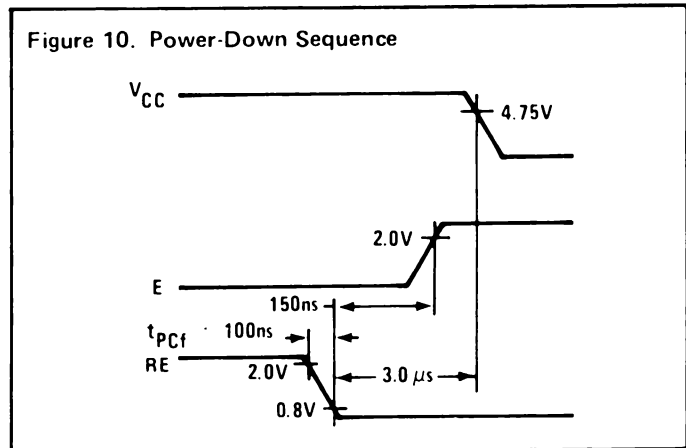 Figure 10. Power-Down Sequence
VCC
4.75V
2.0V
E
150ns
tPCf 100ns
RE
2.0V
3.0 μs
0.8V